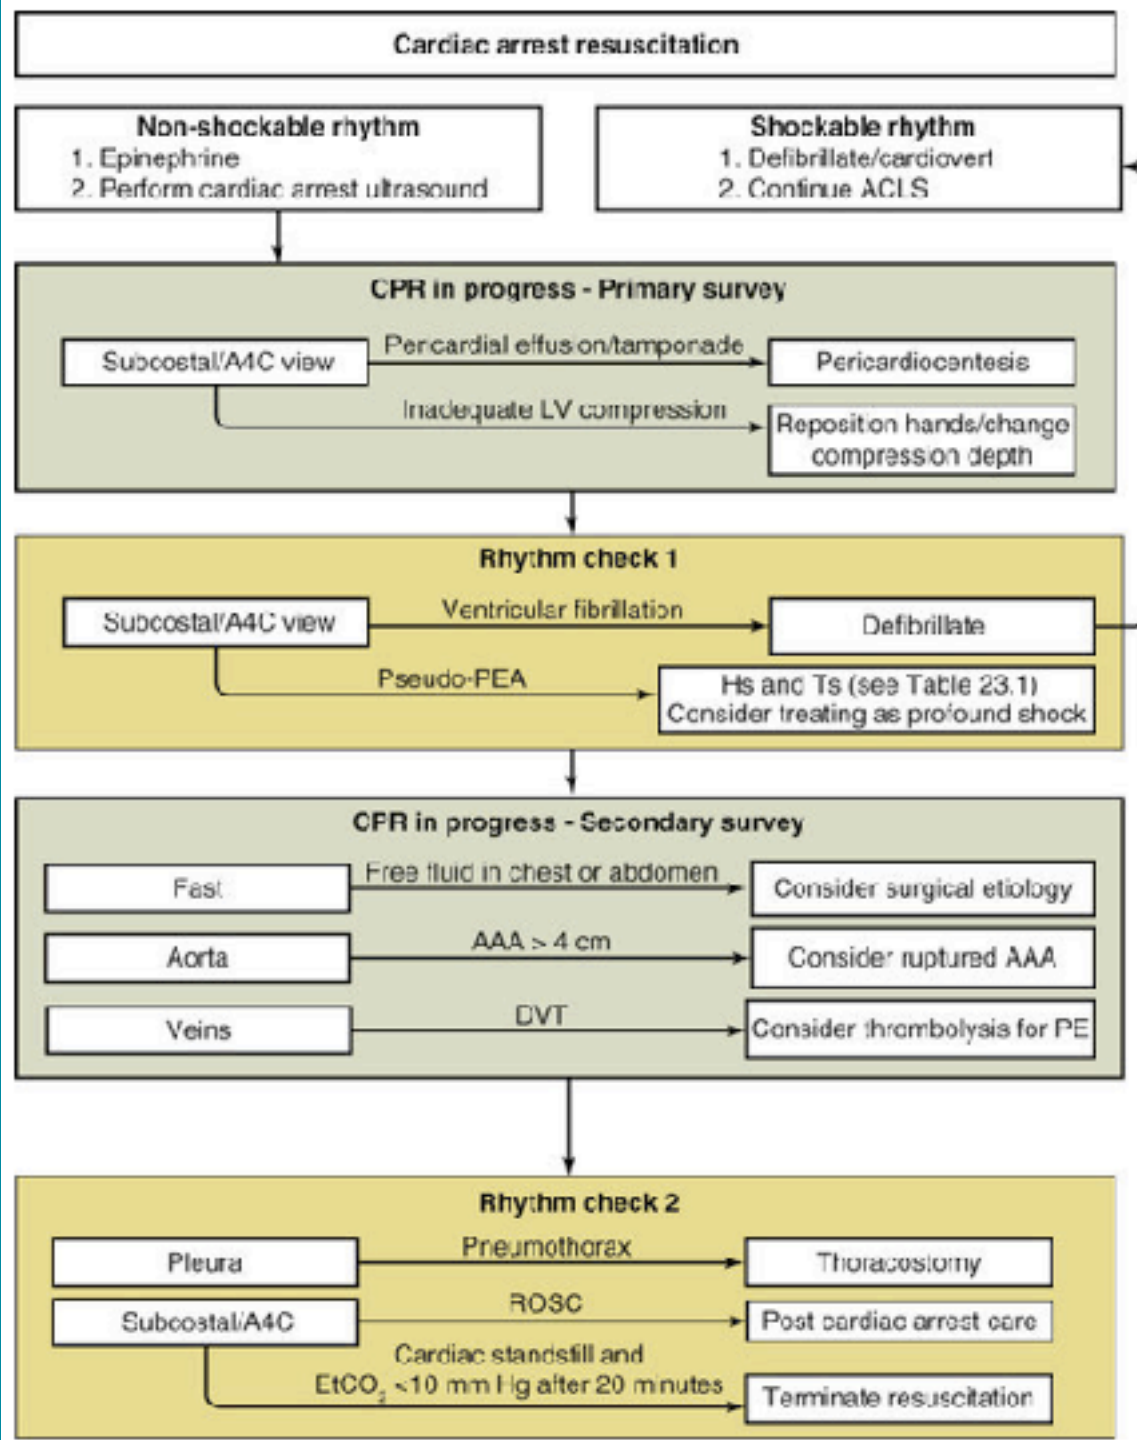 Cardiac arrest resuscitation
Non-shockable rhythm
1. Epinephrine
2. Perform cardiac arrest ultrasound
Shockable rhythm
1. Defibrillate/cardiovert
2. Continue ACLS
CPR in progress - Primary survey
Subcostal/A4C view
Pericardial effusion/tamponade
Pericardiocentesis
Inadequate LV compression
Reposition hands/change
compression depth
Rhythm check 1
Subcostal/A4C view
Ventricular fibrillation
Defibrillate
Pseudo-PEA
Hs and Ts (see Table 23.1)
Consider treating as profound shock
CPR in progress - Secondary survey
Fast
Free fluid in chest or abdomen
Consider surgical etiology
Aorta
AAA > 4 cm
Consider ruptured AAA
Veins
DVT
Consider thrombolysis for PE
Rhythm check 2
Pleura
Pneumothorax
Thoracostomy
Subcostal/A4C
ROSC
Post cardiac arrest care
Cardiac standstill and
EtCO₂ <10 mm Hg after 20 minutes
Terminate resuscitation